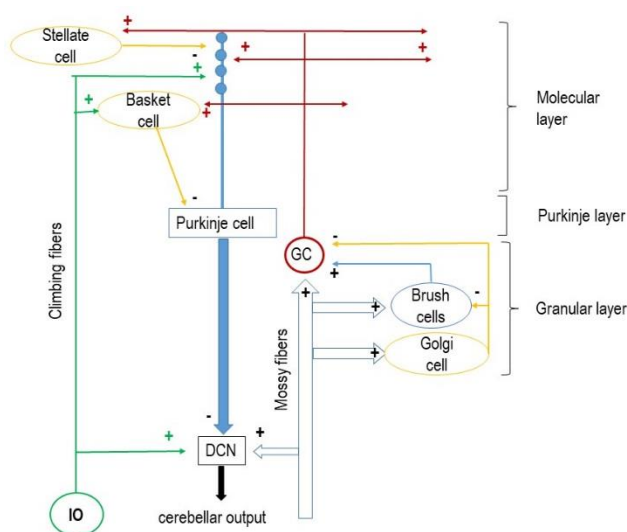 +
+
Stellate
cell
-
+
+
+
Molecular
layer
+
Basket
cell
+
-
Purkinje cell
Purkinje layer
GC
-
+
+
Climbing fibers
Brush
cells
-
+
Granular layer
Golgi
cell
+
Mossy fibers
-
+
+
DCN
IO
cerebellar output